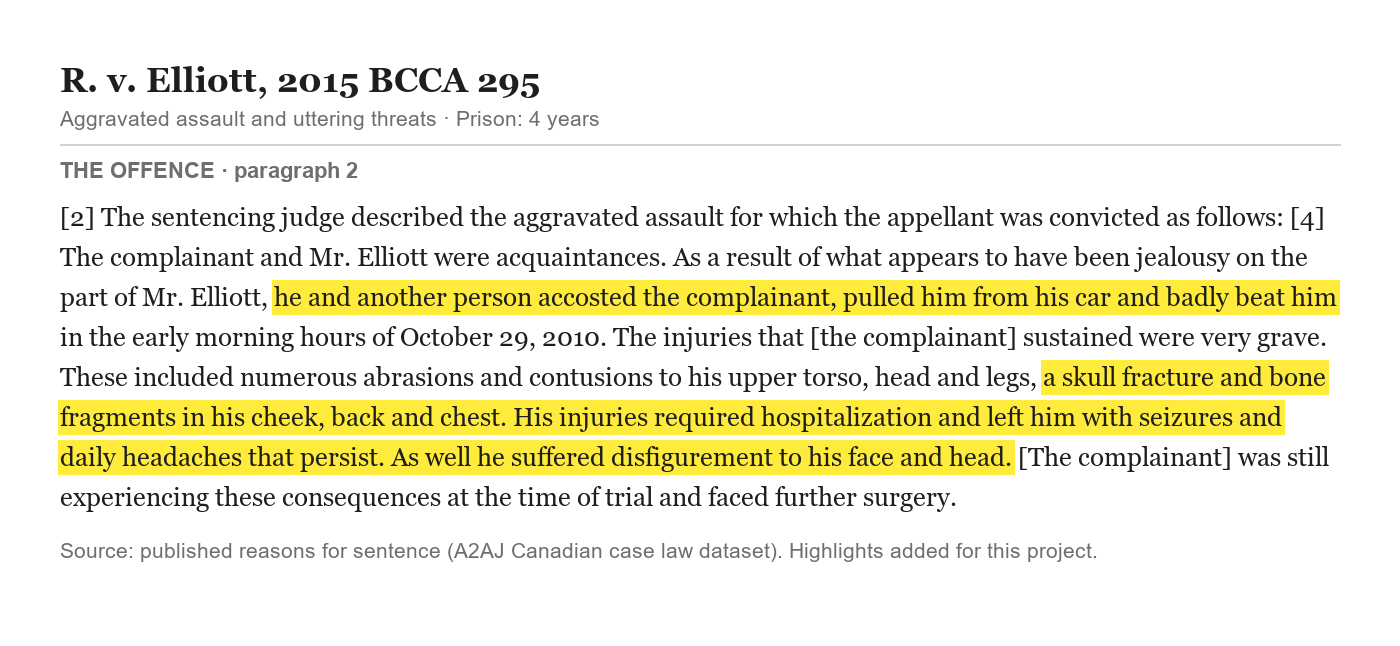 R. v. Elliott, 2015 BCCA 295
Aggravated assault and uttering threats · Prison: 4 years
THE OFFENCE · paragraph 2
[2] The sentencing judge described the aggravated assault for which the appellant was convicted as follows: [4]
The complainant and Mr. Elliott were acquaintances. As a result of what appears to have been jealousy on the
part of Mr. Elliott, he and another person accosted the complainant, pulled him from his car and badly beat him
in the early morning hours of October 29, 2010. The injuries that [the complainant] sustained were very grave.
These included numerous abrasions and contusions to his upper torso, head and legs, a skull fracture and bone
fragments in his cheek, back and chest. His injuries required hospitalization and left him with seizures and
daily headaches that persist. As well he suffered disfigurement to his face and head. [The complainant] was still
experiencing these consequences at the time of trial and faced further surgery.
Source: published reasons for sentence (A2AJ Canadian case law dataset). Highlights added for this project.